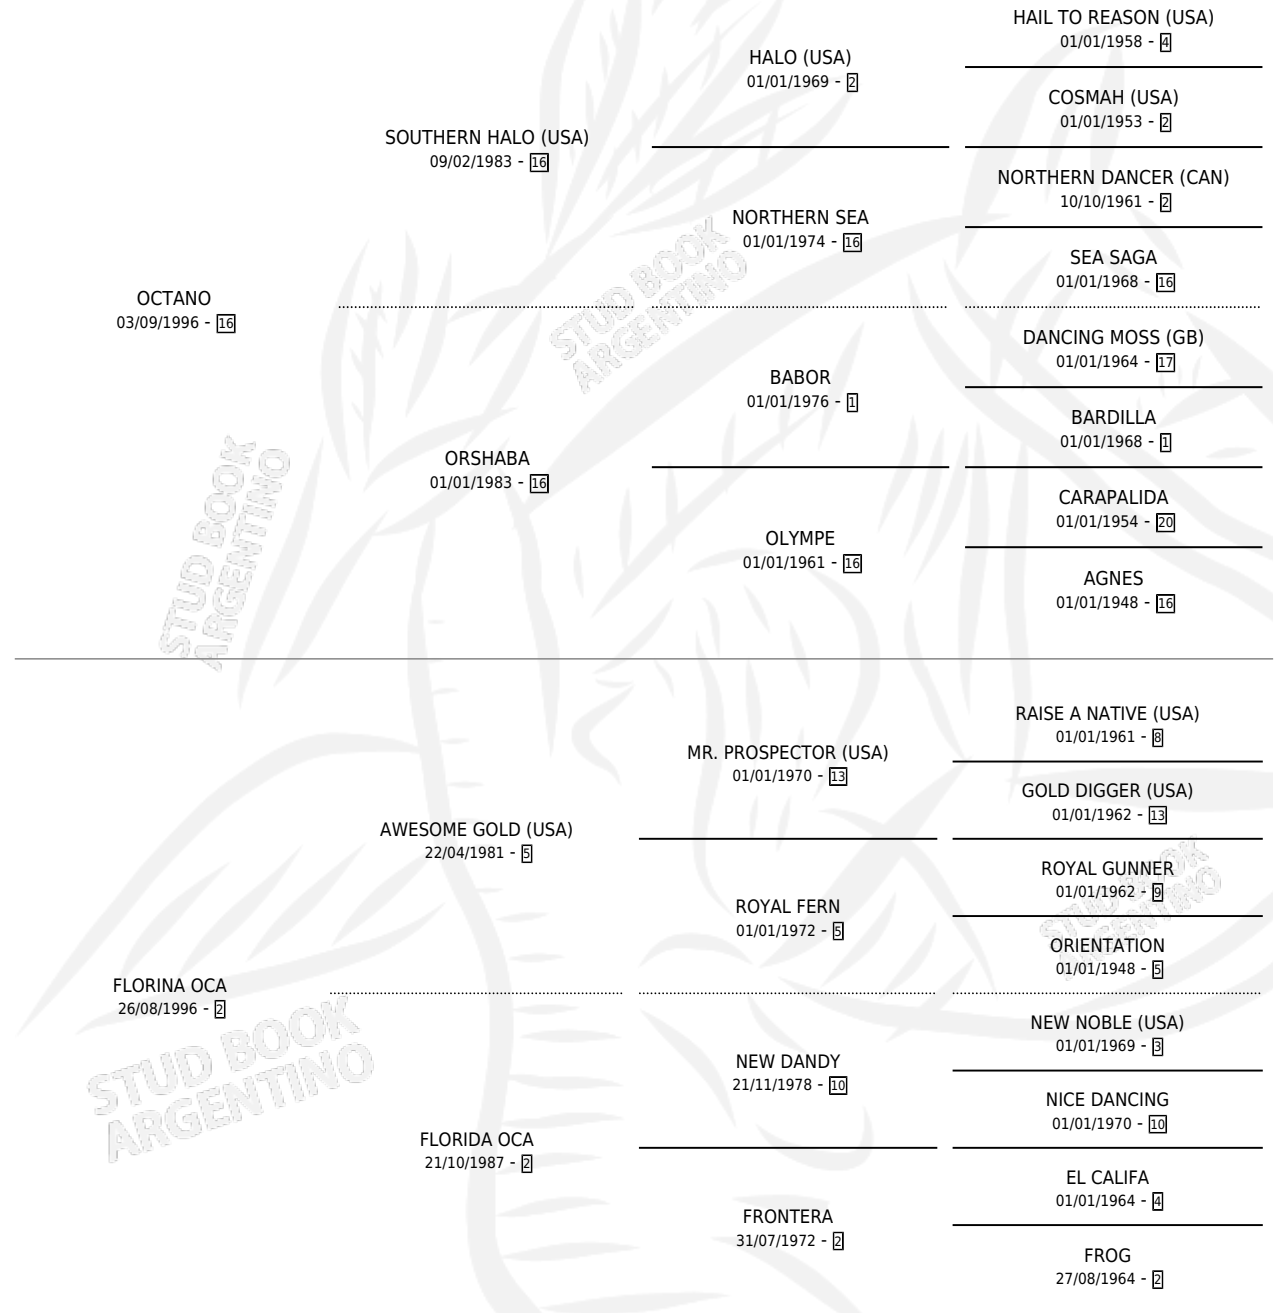 HAIL TO REASON (USA)
01/01/1958 - 4
HALO (USA)
01/01/1969 - 2
COSMAH (USA)
01/01/1953 - 2
SOUTHERN HALO (USA)
09/02/1983 - 16
NORTHERN DANCER (CAN)
10/10/1961 - 2
NORTHERN SEA
01/01/1974 - 16
SEA SAGA
01/01/1968 - 16
OCTANO
03/09/1996 - 16
DANCING MOSS (GB)
01/01/1964 - 17
BABOR
01/01/1976 - 1
BARDILLA
01/01/1968 - 1
ORSHABA
01/01/1983 - 16
CARAPALIDA
01/01/1954 - 20
OLYMPE
01/01/1961 - 16
AGNES
01/01/1948 - 16
STUD BOOK
ARGENTINO
STUD BOOK
ARGENTINO
RAISE A NATIVE (USA)
01/01/1961 - 8
MR. PROSPECTOR (USA)
01/01/1970 - 13
GOLD DIGGER (USA)
01/01/1962 - 13
AWESOME GOLD (USA)
22/04/1981 - 5
ROYAL GUNNER
01/01/1962 - 9
ROYAL FERN
01/01/1972 - 5
ORIENTATION
01/01/1948 - 5
FLORINA OCA
26/08/1996 - 2
NEW NOBLE (USA)
01/01/1969 - 3
NEW DANDY
21/11/1978 - 10
NICE DANCING
01/01/1970 - 10
FLORIDA OCA
21/10/1987 - 2
EL CALIFA
01/01/1964 - 4
FRONTERA
31/07/1972 - 2
FROG
27/08/1964 - 2
STUD BOOK
ARGENTINO
STUD BOOK
ARGENTINO